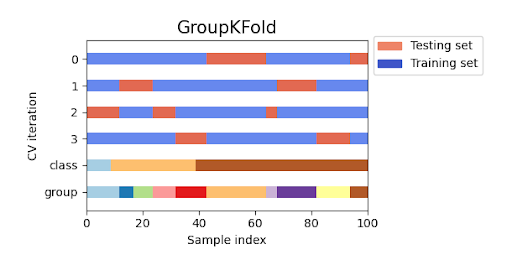 GroupKFold
Testing set
Training set
CV iteration
0
1
2
3
class
group
0 20 40 60 80 100
Sample index